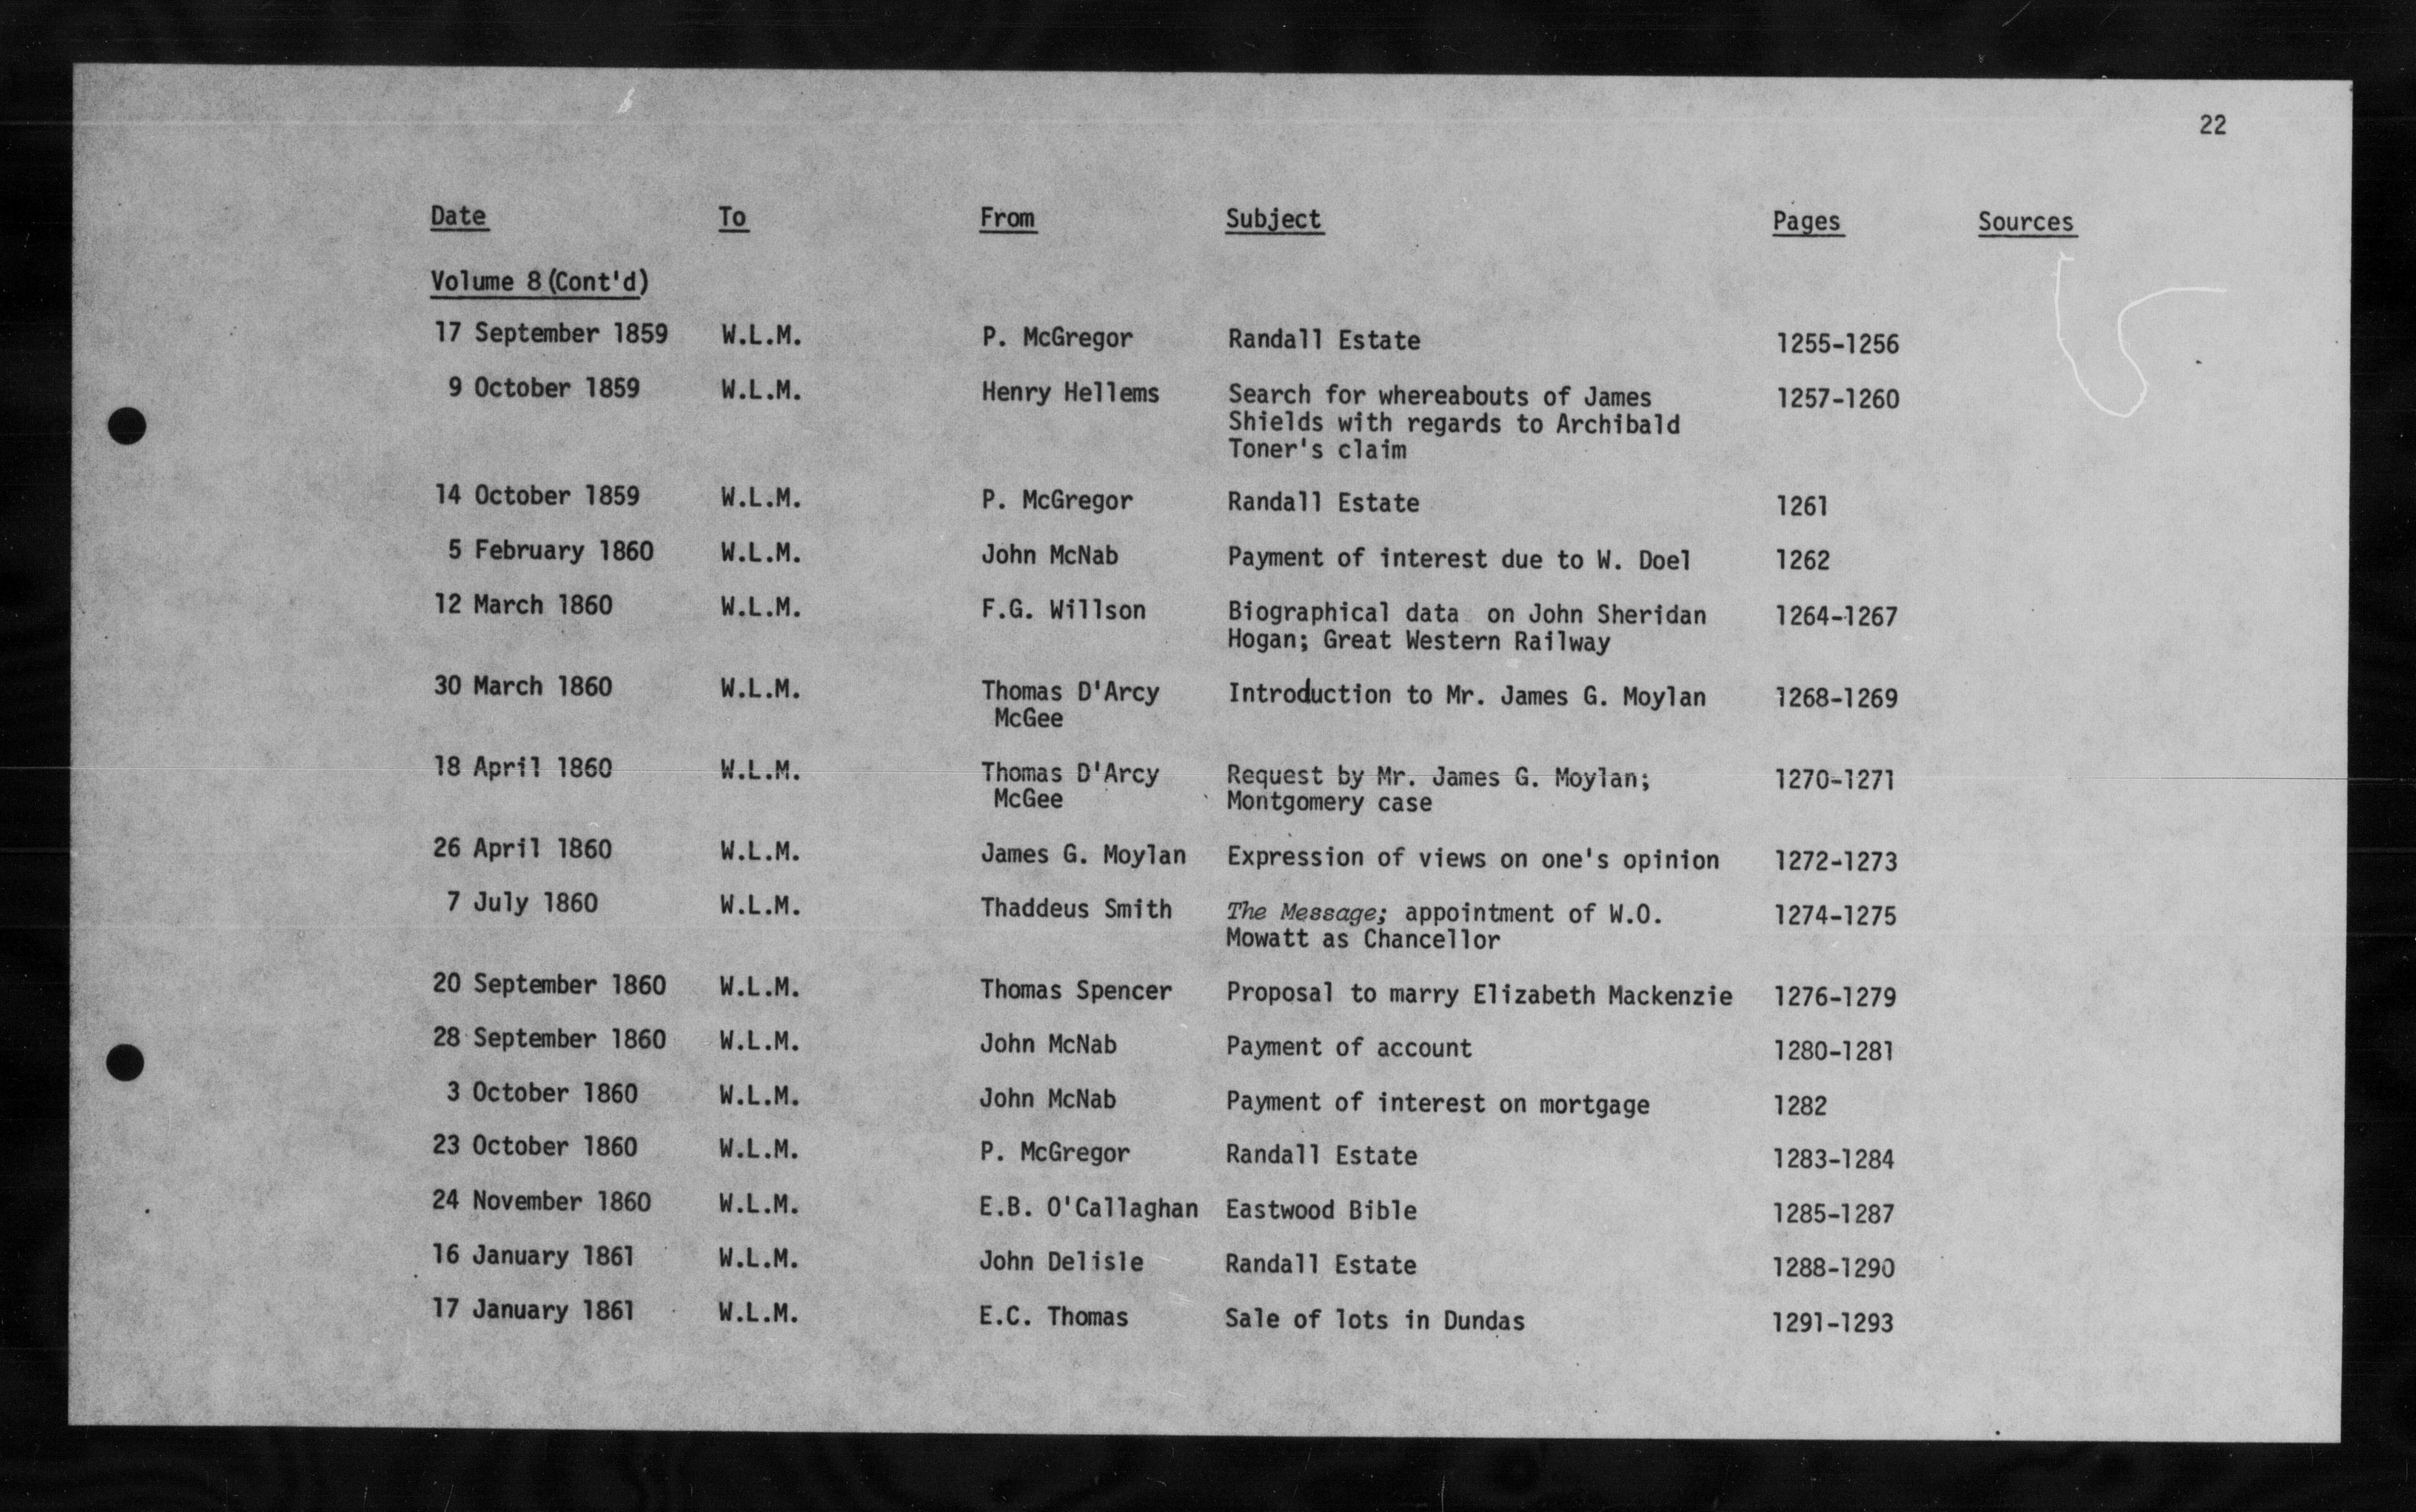 22
Date To From Subject Pages Sources
Volume 8 (Cont'd)
17 September 1859 W.L.M. P. McGregor Randall Estate 1255-1256
9 October 1859 W.L.M. Henry Hellems Search for whereabouts of James 1257-1260
Shields with regards to Archibald
Toner's claim
14 October 1859 W.L.M. P. McGregor Randall Estate 1261
5 February 1860 W.L.M. John McNab Payment of interest due to W. Doel 1262
12 March 1860 W.L.M. F.G. Willson Biographical data on John Sheridan 1264-1267
Hogan; Great Western Railway
30 March 1860 W.L.M. Thomas D'Arcy Introduction to Mr. James G. Moylan 1268-1269
McGee
18 April 1860 W.L.M. Thomas D'Arcy Request by Mr. James G. Moylan; 1270-1271
McGee Montgomery case
26 April 1860 W.L.M. James G. Moylan Expression of views on one's opinion 1272-1273
7 July 1860 W.L.M. Thaddeus Smith The Message; appointment of W.O. 1274-1275
Mowatt as Chancellor
20 September 1860 W.L.M. Thomas Spencer Proposal to marry Elizabeth Mackenzie 1276-1279
28 September 1860 W.L.M. John McNab Payment of account 1280-1281
3 October 1860 W.L.M. John McNab Payment of interest on mortgage 1282
23 October 1860 W.L.M. P. McGregor Randall Estate 1283-1284
24 November 1860 W.L.M. E.B. O'Callaghan Eastwood Bible 1285-1287
16 January 1861 W.L.M. John Delisle Randall Estate 1288-1290
17 January 1861 W.L.M. E.C. Thomas Sale of lots in Dundas 1291-1293